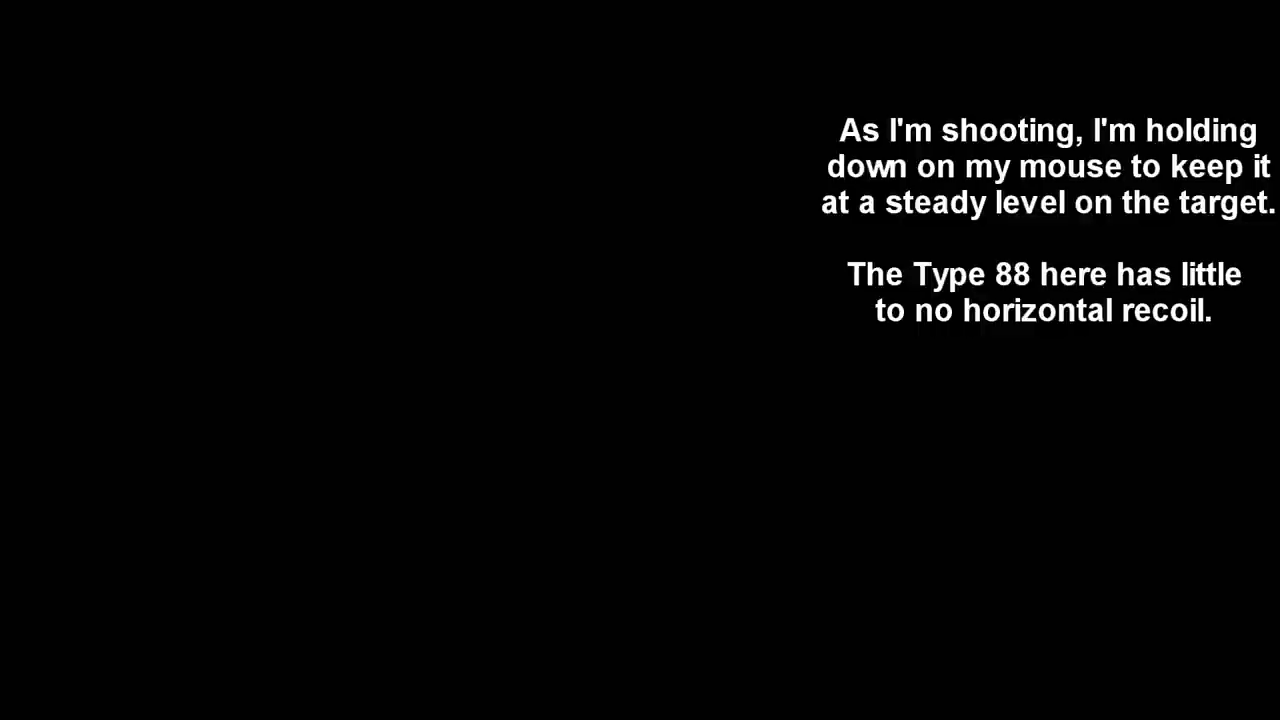 As I'm shooting, I'm holding
down on my mouse to keep it
at a steady level on the target.
The Type 88 here has little
to no horizontal recoil.